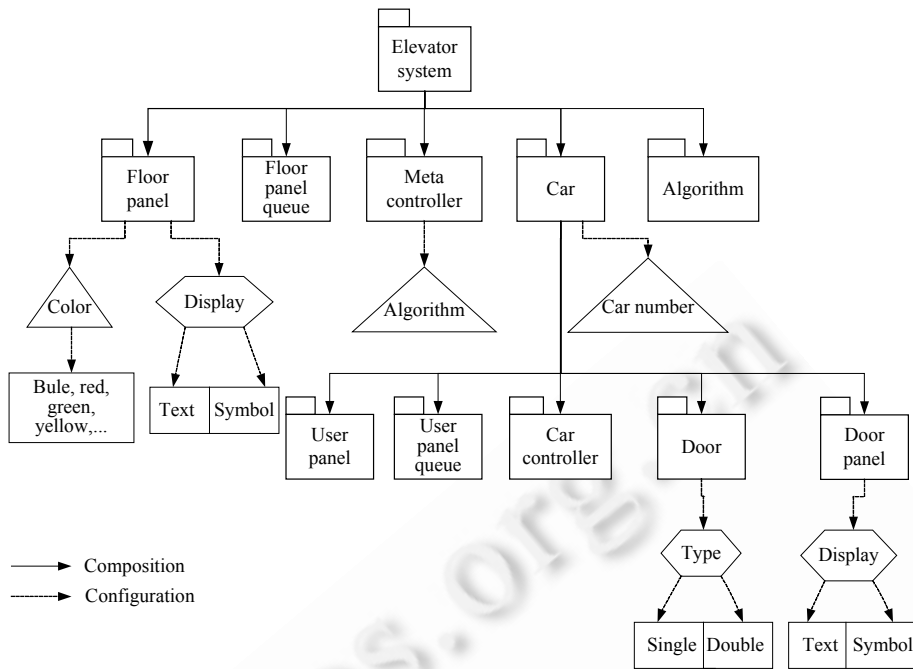 Elevator
system
Floor
panel
Floor
panel
queue
Meta
controller
Car
Algorithm
Color
Display
Algorithm
Car number
Bule, red,
green,
yellow,...
Text
Symbol
User
panel
User
panel
queue
Car
controller
Door
Door
panel
Type
Display
Single
Double
Text
Symbol
Composition
Configuration